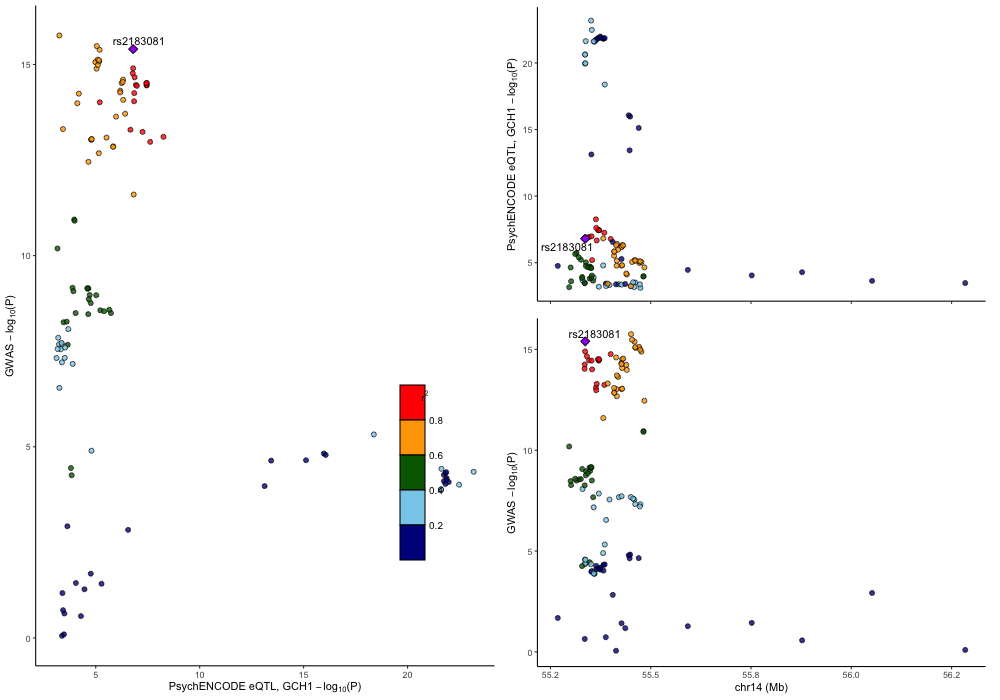 rs2183081
15
10
5
0
GWAS −log10(P)
5
10
15
20
PsychENCODE eQTL, GCH1 −log10(P)
r2
0.8
0.6
0.4
0.2
20
15
10
5
PsychENCODE eQTL, GCH1 −log10(P)
rs2183081
rs2183081
15
10
5
0
GWAS −log10(P)
55.2
55.5
55.8
56.0
56.2
chr14 (Mb)